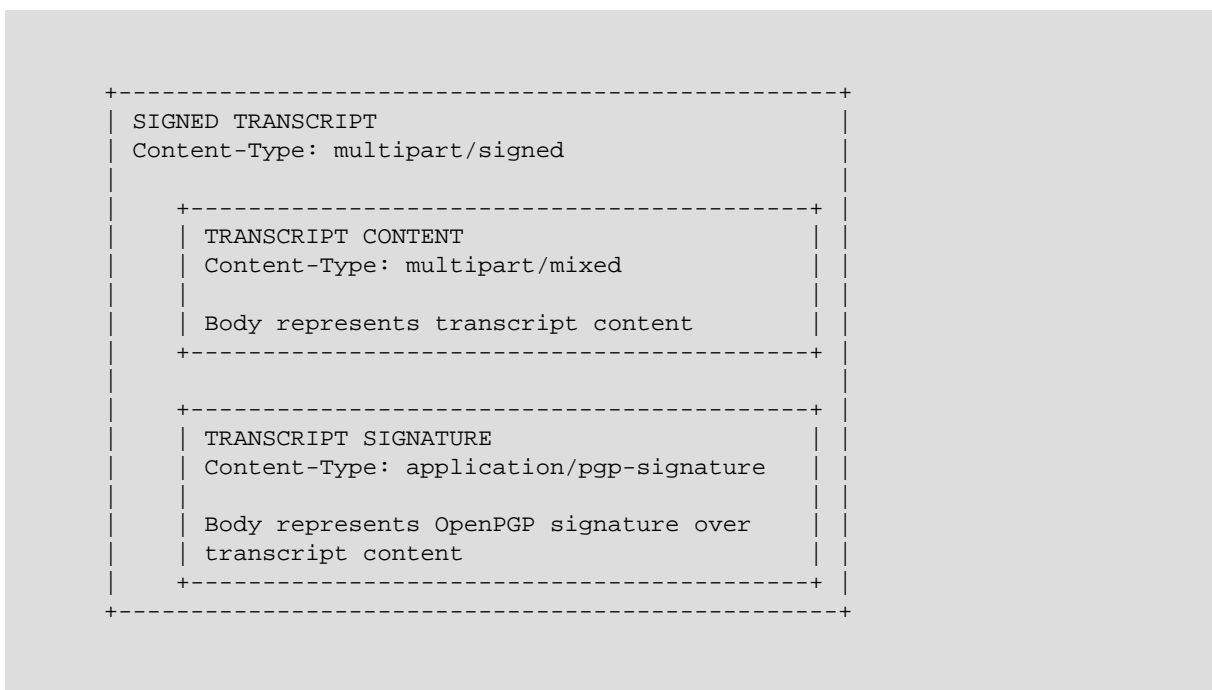 +--------------------------------------------------+
| SIGNED TRANSCRIPT                                |
| Content-Type: multipart/signed                   |
|                                                  |
|    +-------------------------------------------+ |
|    | TRANSCRIPT CONTENT                        | |
|    | Content-Type: multipart/mixed             | |
|    |                                           | |
|    | Body represents transcript content        | |
|    +-------------------------------------------+ |
|                                                  |
|    +-------------------------------------------+ |
|    | TRANSCRIPT SIGNATURE                      | |
|    | Content-Type: application/pgp-signature   | |
|    |                                           | |
|    | Body represents OpenPGP signature over    | |
|    | transcript content                        | |
|    +-------------------------------------------+ |
+--------------------------------------------------+